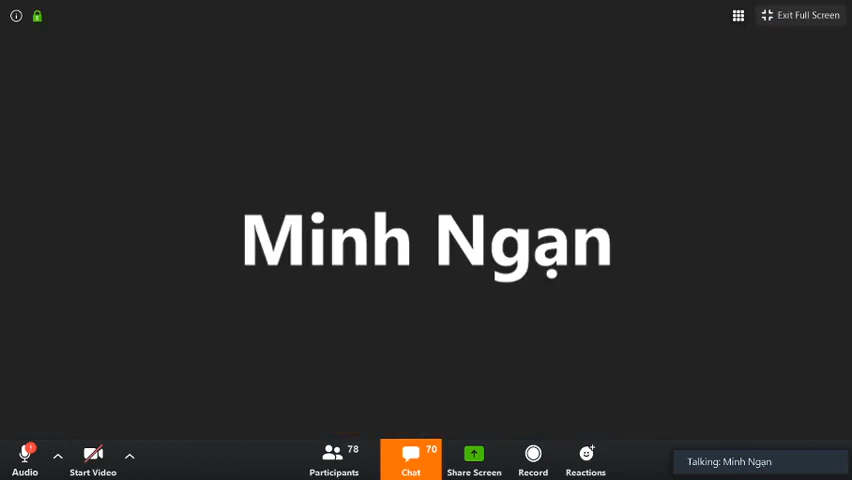 Exit Full Screen
Minh Ngạn
78
70
Audio
Start Video
Participants
Chat
Share Screen
Record
Reactions
Talking: Minh Ngạn